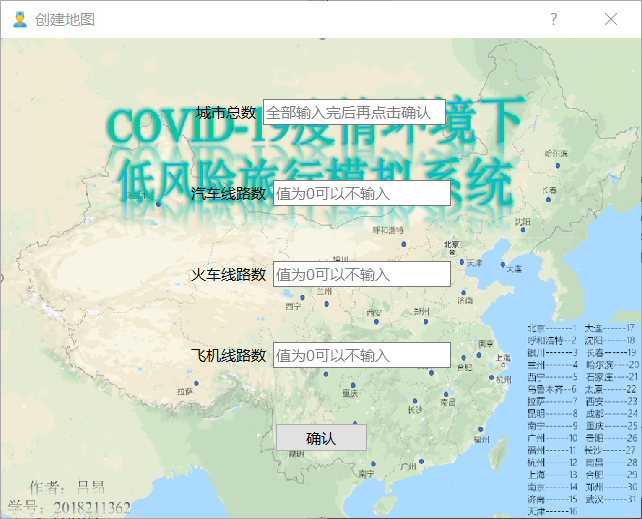 创建地图
COVID-19疫情环境下
城市总数 全部输入完后再点击确认
低风险旅行模拟系统
汽车线路数 值为0可以不输入
哈尔滨
长春
沈阳
呼和浩特
北京
天津
大连
银川
火车线路数 值为0可以不输入
兰州
西宁
济南
西安
郑州
北京-------1 大连------17
呼和浩特--2 沈阳------18
银川-------3 长春------19
兰州-------4 哈尔滨----20
西宁-------5 石家庄----21
乌鲁木齐--6 太原------22
拉萨-------7 西安------23
昆明-------8 成都------24
南宁-------9 重庆------25
广州------10 贵阳------26
福州------11 长沙------27
杭州------12 南昌------28
上海------13 合肥------29
南京------14 郑州------30
济南------15 武汉------31
天津------16
南京
飞机线路数 值为0可以不输入
合肥
上海
杭州
拉萨
重庆
南昌
长沙
确认
福州
昆明
广州
南宁
作者：吕昂
学号：2018211362